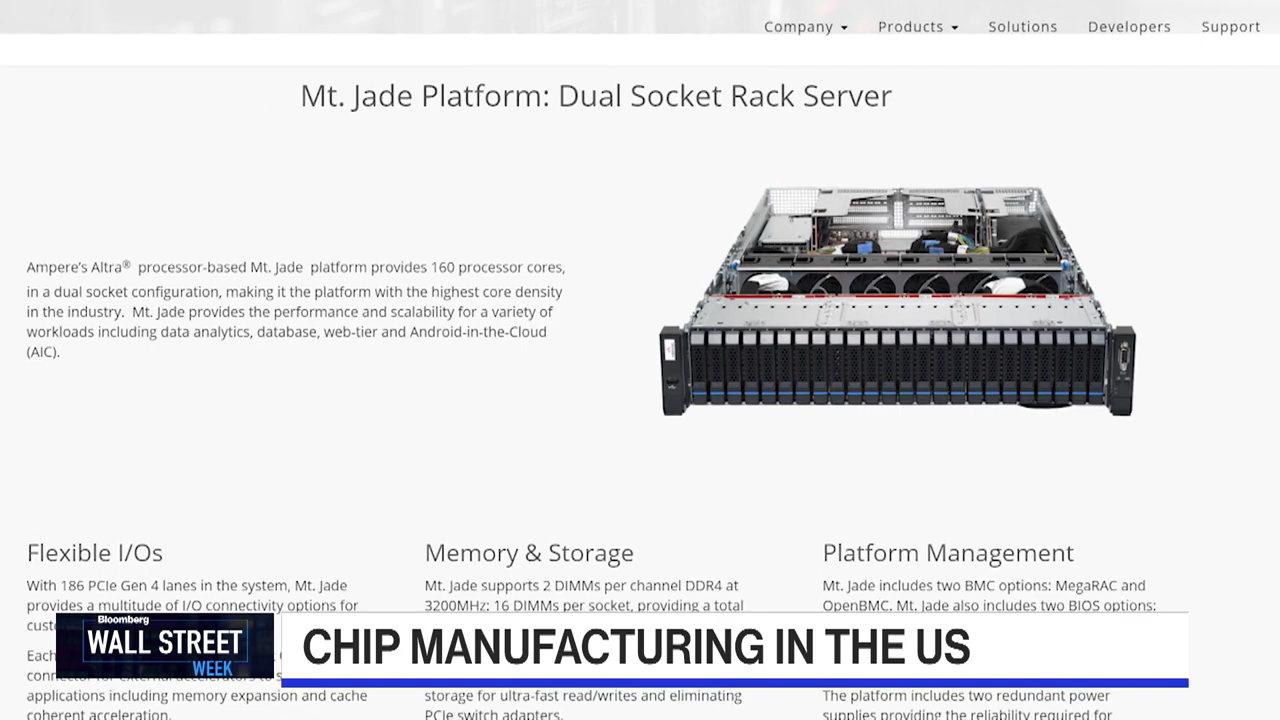 Company Products Solutions Developers Support
Mt. Jade Platform: Dual Socket Rack Server
Ampere's Altra® processor-based Mt. Jade platform provides 160 processor cores,
in a dual socket configuration, making it the platform with the highest core density
in the industry. Mt. Jade provides the performance and scalability for a variety of
workloads including data analytics, database, web-tier and Android-in-the-Cloud
(AIC).
Flexible I/Os
With 186 PCIe Gen 4 lanes in the system, Mt. Jade
provides a multitude of I/O connectivity options for
Each
applications including memory expansion and cache
coherent acceleration.
Memory & Storage
Mt. Jade supports 2 DIMMs per channel DDR4 at
3200MHz: 16 DIMMs per socket, providing a total
storage for ultra-fast read/writes and eliminating
PCIe switch adapters.
Platform Management
Mt. Jade includes two BMC options: MegaRAC and
OpenBMC. Mt. Jade also includes two BIOS options:
The platform includes two redundant power
supplies providing the reliability required for
Bloomberg
WALL STREET
WEEK
CHIP MANUFACTURING IN THE US